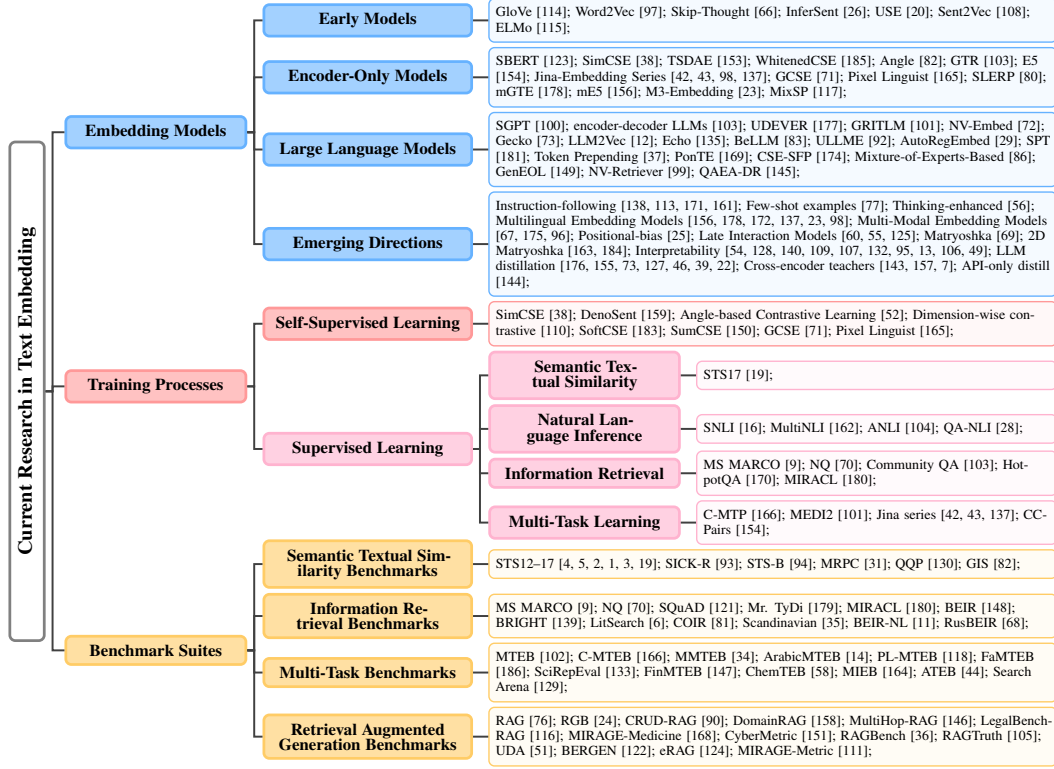 Current Research in Text Embedding
Embedding Models
Early Models
GloVe [114]; Word2Vec [97]; Skip-Thought [66]; InferSent [26]; USE [20]; Sent2Vec [108];
ELMo [115];
Encoder-Only Models
SBERT [123]; SimCSE [38]; TSDAE [153]; WhitenedCSE [185]; Angle [82]; GTR [103]; E5
[154]; Jina-Embedding Series [42, 43, 98, 137]; GCSE [71]; Pixel Linguist [165]; SLERP [80];
mGTE [178]; mE5 [156]; M3-Embedding [23]; MixSP [117];
Large Language Models
SGPT [100]; encoder-decoder LLMs [103]; UDEVER [177]; GRITLM [101]; NV-Embed [72];
Gecko [73]; LLM2Vec [12]; Echo [135]; BeLLM [83]; ULLME [92]; AutoRegEmbed [29]; SPT
[181]; Token Prepending [37]; PonTE [169]; CSE-SFP [174]; Mixture-of-Experts-Based [86];
GenEOL [149]; NV-Retriever [99]; QAEA-DR [145];
Emerging Directions
Instruction-following [138, 113, 171, 161]; Few-shot examples [77]; Thinking-enhanced [56];
Multilingual Embedding Models [156, 178, 172, 137, 23, 98]; Multi-Modal Embedding Models
[67, 175, 96]; Positional-bias [25]; Late Interaction Models [60, 55, 125]; Matryoshka [69]; 2D
Matryoshka [163, 184]; Interpretability [54, 128, 140, 109, 107, 132, 95, 13, 106, 49]; LLM
distillation [176, 155, 73, 127, 46, 39, 22]; Cross-encoder teachers [143, 157, 7]; API-only distill
[144];
Training Processes
Self-Supervised Learning
SimCSE [38]; DenoSent [159]; Angle-based Contrastive Learning [52]; Dimension-wise con-
trastive [110]; SoftCSE [183]; SumCSE [150]; GCSE [71]; Pixel Linguist [165];
Supervised Learning
Semantic Tex-
tual Similarity
STS17 [19];
Natural Lan-
guage Inference
SNLI [16]; MultiNLI [162]; ANLI [104]; QA-NLI [28];
Information Retrieval
MS MARCO [9]; NQ [70]; Community QA [103]; Hot-
potQA [170]; MIRACL [180];
Multi-Task Learning
C-MTP [166]; MEDI2 [101]; Jina series [42, 43, 137]; CC-
Pairs [154];
Benchmark Suites
Semantic Textual Sim-
ilarity Benchmarks
STS12–17 [4, 5, 2, 1, 3, 19]; SICK-R [93]; STS-B [94]; MRPC [31]; QQP [130]; GIS [82];
Information Re-
trieval Benchmarks
MS MARCO [9]; NQ [70]; SQuAD [121]; Mr. TyDi [179]; MIRACL [180]; BEIR [148];
BRIGHT [139]; LitSearch [6]; COIR [81]; Scandinavian [35]; BEIR-NL [11]; RusBEIR [68];
Multi-Task Benchmarks
MTEB [102]; C-MTEB [166]; MMTEB [34]; ArabicMTEB [14]; PL-MTEB [118]; FaMTEB
[186]; SciRepEval [133]; FinMTEB [147]; ChemTEB [58]; MIEB [164]; ATEB [44]; Search
Arena [129];
Retrieval Augmented
Generation Benchmarks
RAG [76]; RGB [24]; CRUD-RAG [90]; DomainRAG [158]; MultiHop-RAG [146]; LegalBench-
RAG [116]; MIRAGE-Medicine [168]; CyberMetric [151]; RAGBench [36]; RAGTruth [105];
UDA [51]; BERGEN [122]; eRAG [124]; MIRAGE-Metric [111];